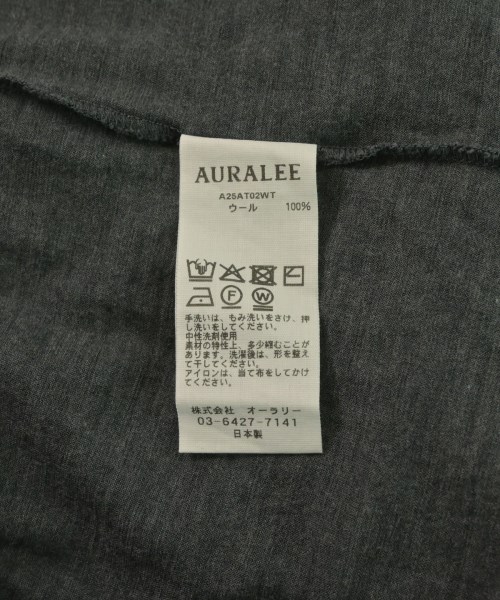 AURALEE
A25AT02WT
ウール 100%
F W
手洗いは、もみ洗いをさけ、押
し洗いをしてください。
中性洗剤使用
素材の特性上、多少縮むことが
あります。洗濯後は、形を整え
て干してください。
アイロンは、当て布をしてかけ
てください。
株式会社 オーラリー
03-6427-7141
日本製